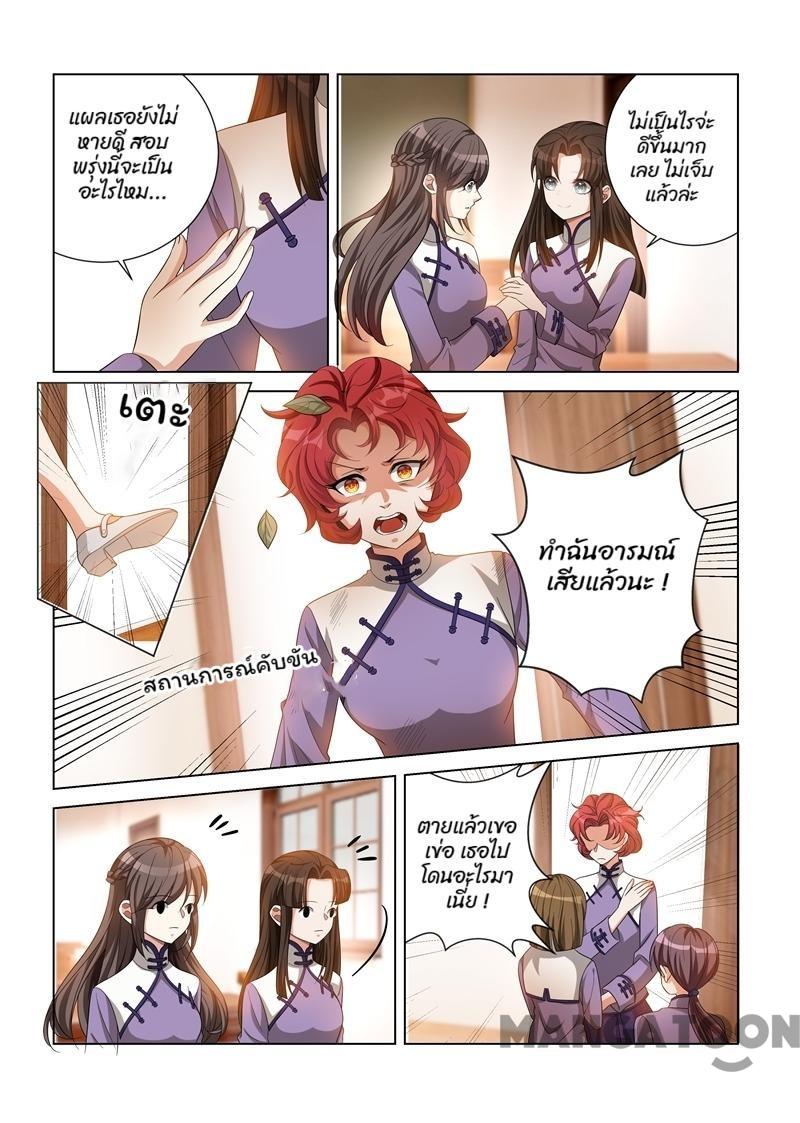 แผลเธอยังไม่
หายดี สอบ
พรุ่งนี้จะเป็น
อะไรไหม...
ไม่เป็นไรจ่ะ
ดีขึ้นมาก
เลย ไม่เจ็บ
แล้วล่ะ
เตะ
ทำฉันอารมณ์
เสียแล้วนะ !
สถานการณ์คับขัน
ตายแล้วเขอ
เข่อ เธอไป
โดนอะไรมา
เนี่ย !
MANGATOON